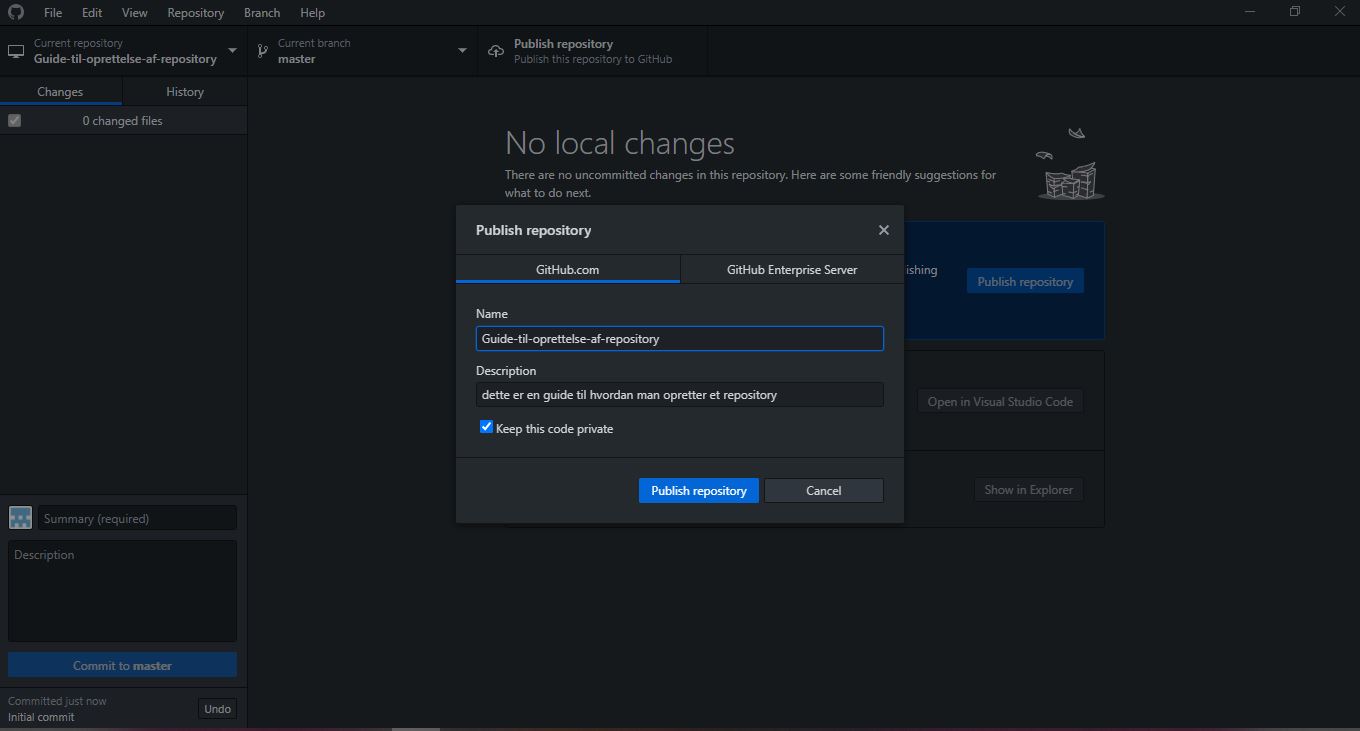 File Edit View Repository Branch Help
Current repository
Guide-til-oprettelse-af-repository
Current branch
master
Publish repository
Publish this repository to GitHub
Changes History
0 changed files
No local changes
There are no uncommitted changes in this repository. Here are some friendly suggestions for
what to do next.
Publish repository
GitHub.com GitHub Enterprise Server
ishing
Publish repository
Name
Guide-til-oprettelse-af-repository
Description
dette er en guide til hvordan man opretter et repository
Open in Visual Studio Code
Keep this code private
Publish repository Cancel
Show in Explorer
Summary (required)
Description
Commit to master
Committed just now
Initial commit
Undo